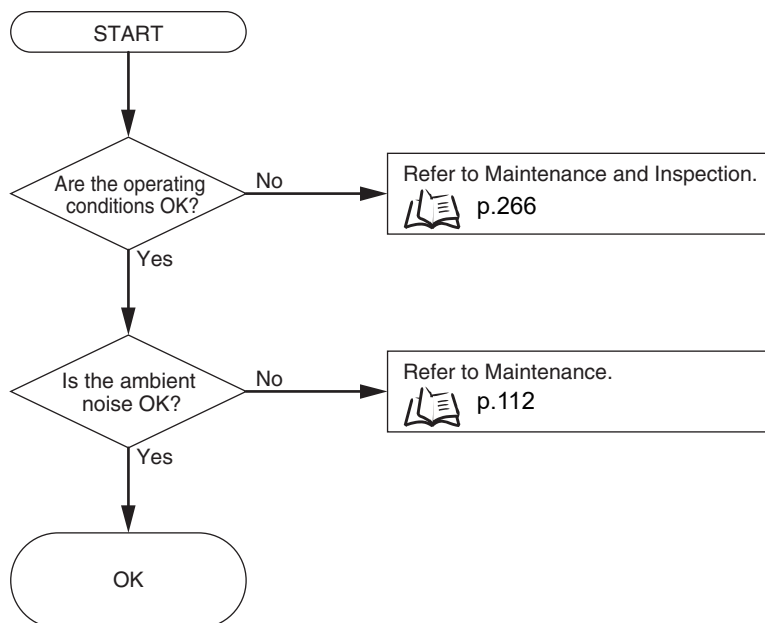 START
Are the operating
conditions OK?
No
Refer to Maintenance and Inspection.
p.266
Yes
Is the ambient
noise OK?
No
Refer to Maintenance.
p.112
Yes
OK